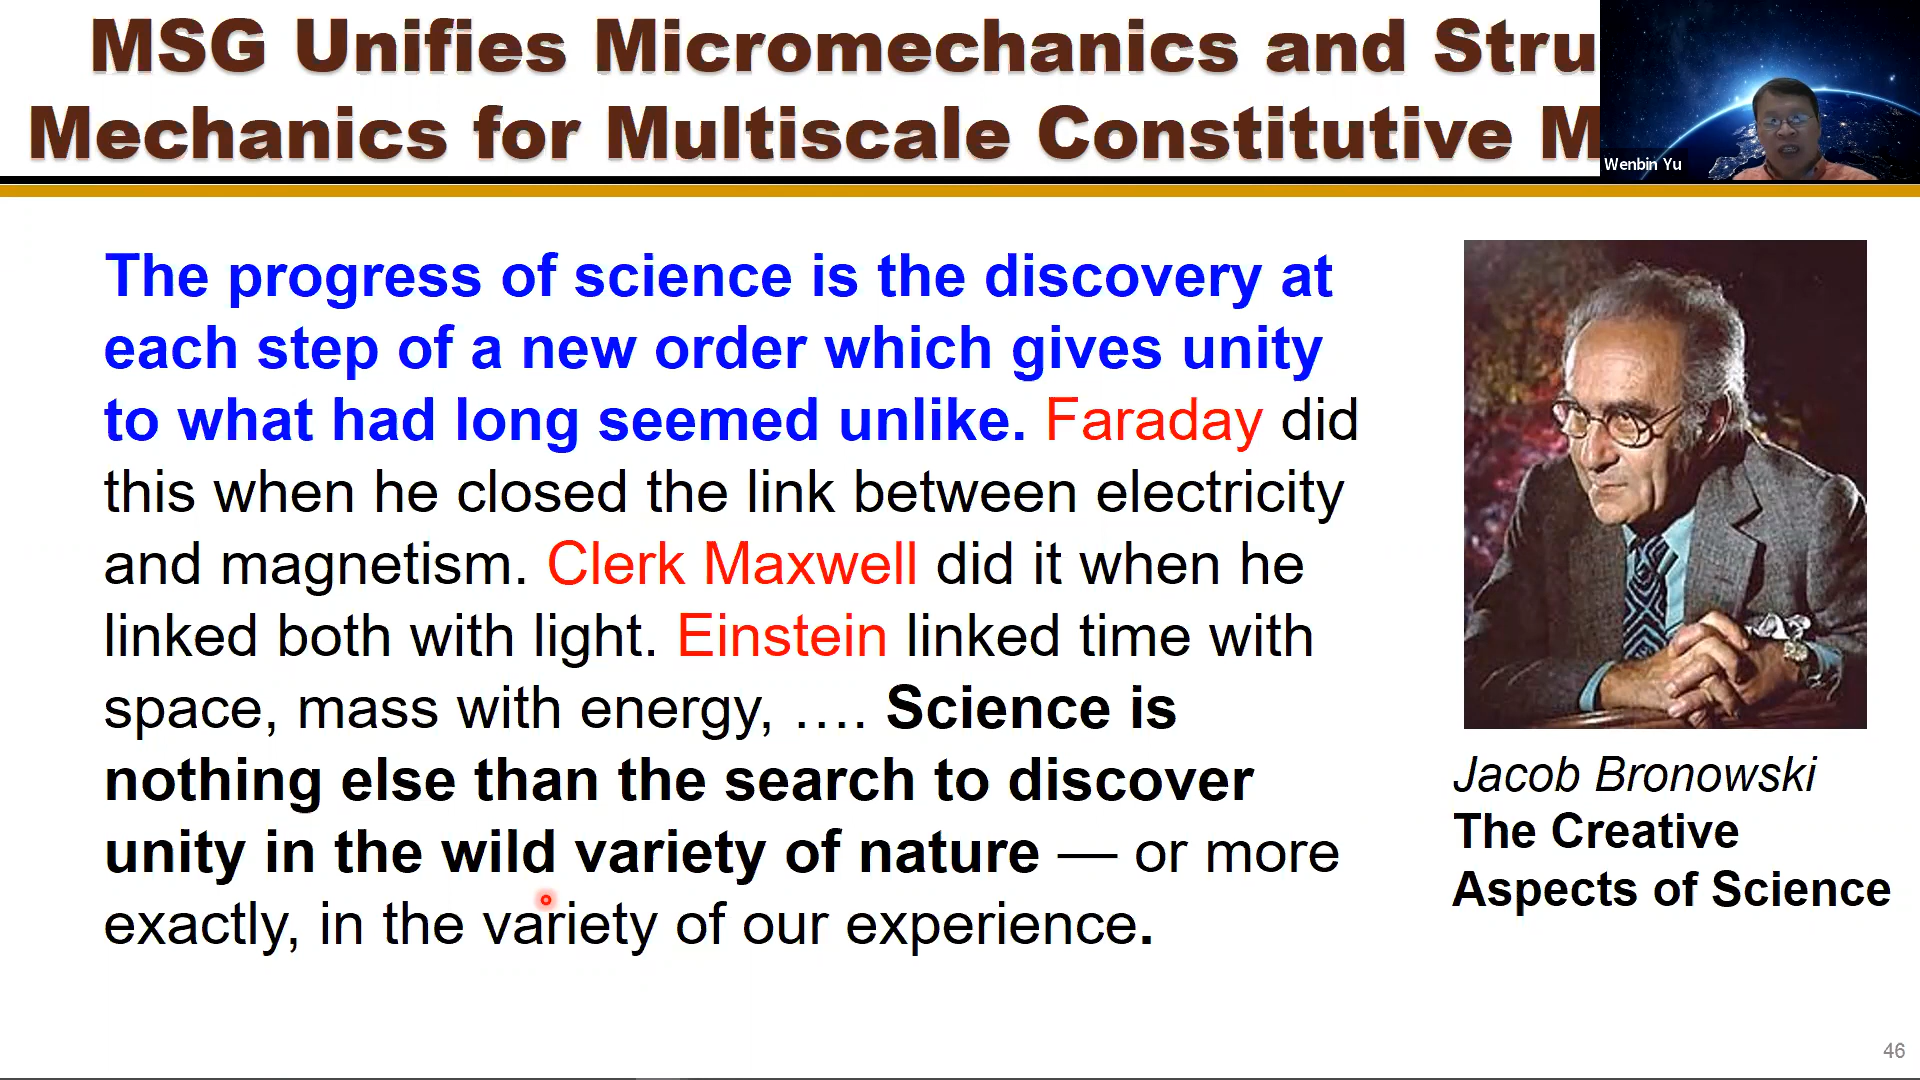 MSG Unifies Micromechanics and Stru
Mechanics for Multiscale Constitutive M
Wenbin Yu
The progress of science is the discovery at
each step of a new order which gives unity
to what had long seemed unlike. Faraday did
this when he closed the link between electricity
and magnetism. Clerk Maxwell did it when he
linked both with light. Einstein linked time with
space, mass with energy, …. Science is
nothing else than the search to discover
unity in the wild variety of nature — or more
exactly, in the variety of our experience.
Jacob Bronowski
The Creative
Aspects of Science
46